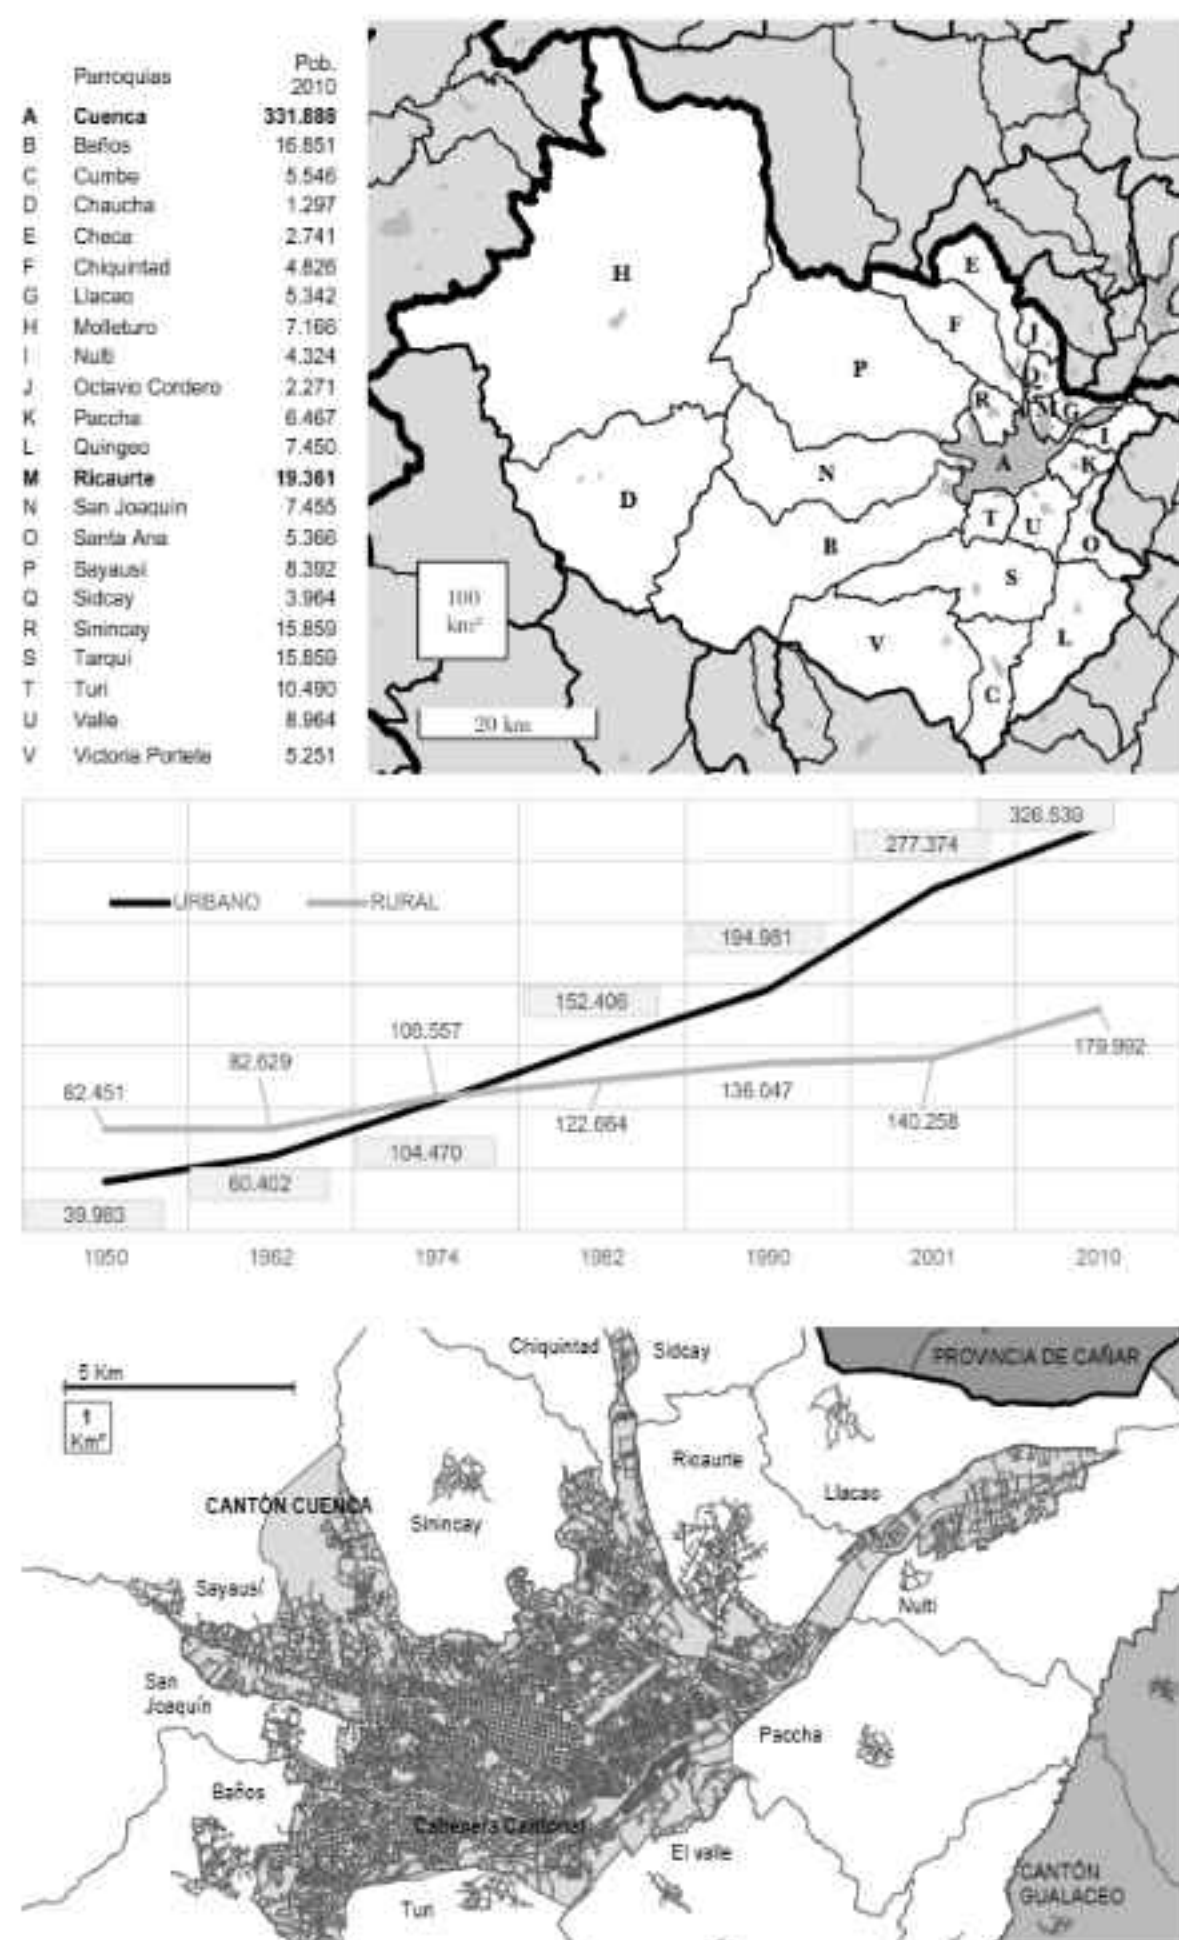 Parroquias Pob. 2010
A Cuenca 331.888
B Baños 16.851
C Cumbe 5.546
D Chaucha 1.297
E Checa 2.741
F Chiquintad 4.826
G Llacao 5.342
H Molleturo 7.166
I Nulti 4.324
J Octavio Cordero 2.271
K Paccha 6.467
L Quingeo 7.450
M Ricaurte 19.361
N San Joaquin 7.455
O Santa Ana 5.366
P Sayausí 8.392
Q Sidcay 3.964
R Sinincay 15.859
S Tarqui 15.859
T Turi 10.490
U Valle 8.964
V Victoria Portete 5.251
E
H
F
J
P
Q
R
M
G
I
A
K
N
D
T
U
B
O
S
100
km²
V
L
C
20 km
326.639
277.374
URBANO RURAL
194.981
152.406
108.557
179.992
82.629
62.451
136.047
122.664
140.258
104.470
60.402
39.983
1950 1962 1974 1982 1990 2001 2010
Chiquintad
Sidcay
PROVINCIA DE CAÑAR
5 Km
1
Km²
Ricaurte
Llacao
CANTÓN CUENCA
Sinincay
Sayausí
Nulti
San
Joaquín
Paccha
Baños
Cabecera Cantonal
El valle
CANTÓN
GUALACEO
Turi